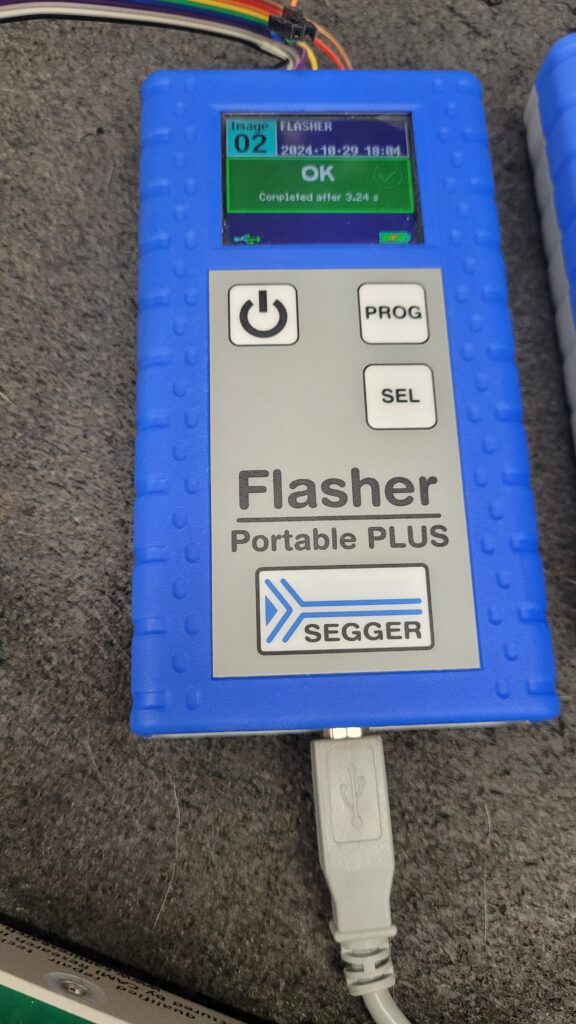 Image
02
FLASHER
2024-10-29 18:04
OK
Completed after 3.24 s
PROG
SEL
Flasher
Portable PLUS
SEGGER
qualified